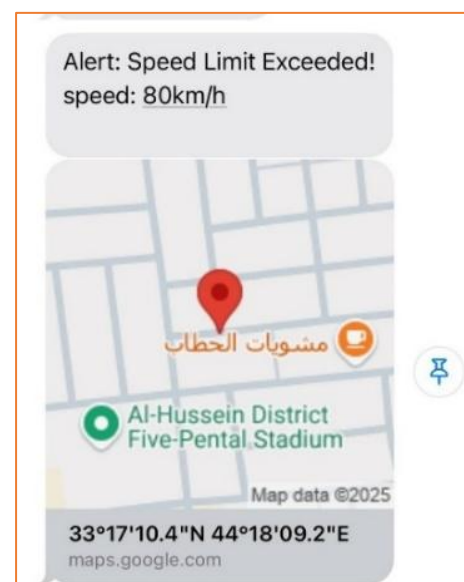 Alert: Speed Limit Exceeded!
speed: 80km/h
مشويات الحطاب
Al-Hussein District
Five-Pental Stadium
Map data ©2025
33°17'10.4"N 44°18'09.2"E
maps.google.com